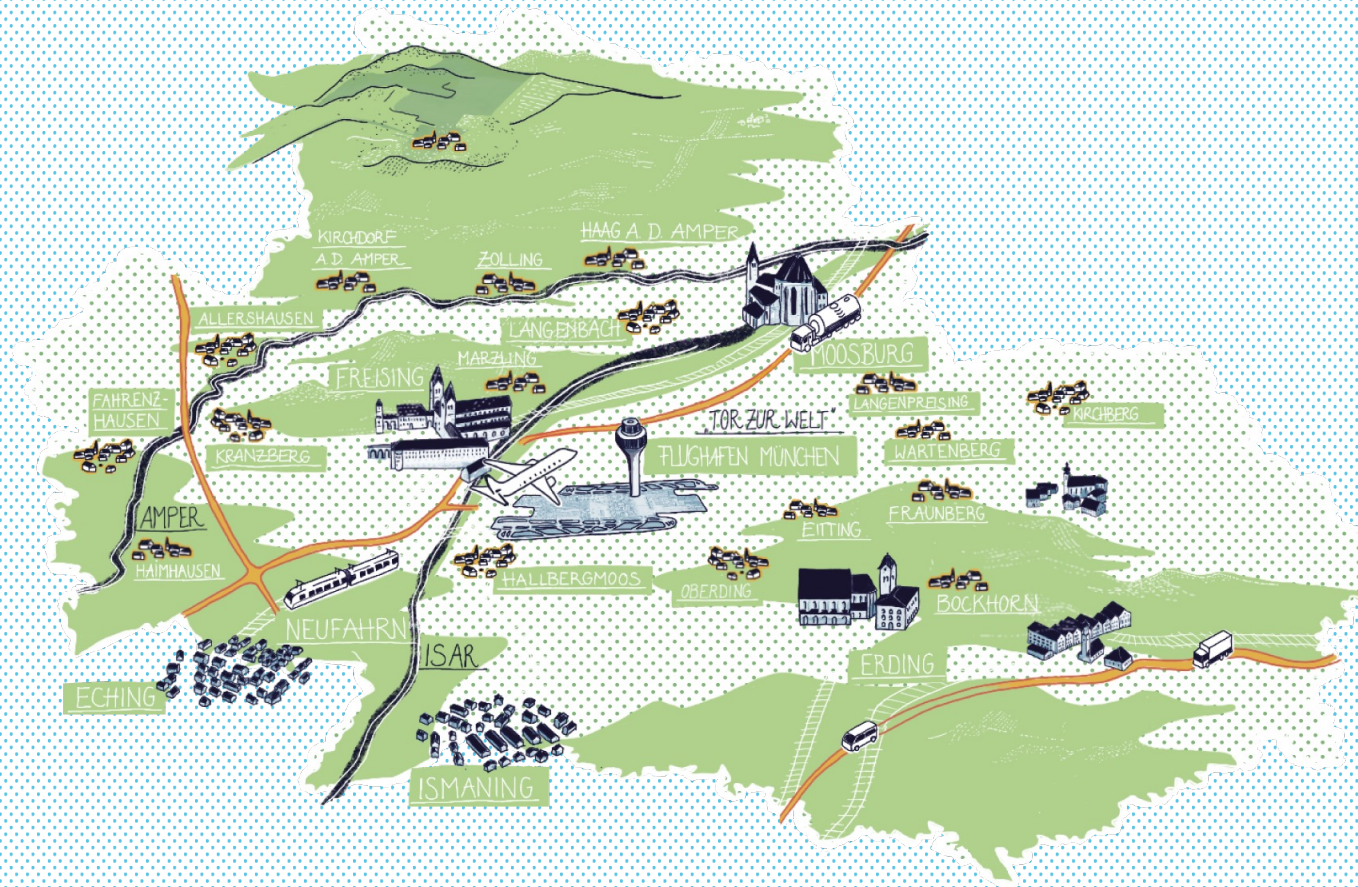 KIRCHDORF
A D AMPER
ZOLLING
HAAG A. D. AMPER
ALLERSHAUSEN
LANGENBACH
MARZLING
FREISING
MOOSBURG
FAHRENZ-
HAUSEN
KRANZBERG
„TOR ZUR WELT"
FLUGHAFEN MÜNCHEN
LANGENPREISING
KIRCHBERG
WARTENBERG
AMPER
HAIMHAUSEN
EITTING
FRAUNBERG
HALLBERGMOOS
OBERDING
BOCKHORN
NEUFAHRN
ISAR
ERDING
ECHING
ISMANING